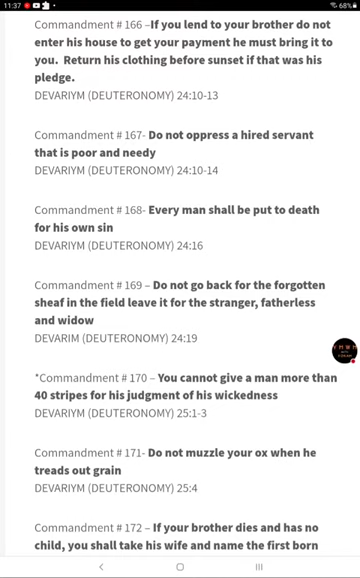 11:37
68%
Commandment # 166 –If you lend to your brother do not
enter his house to get your payment he must bring it to
you.  Return his clothing before sunset if that was his
pledge.
DEVARIYM (DEUTERONOMY) 24:10-13
Commandment # 167- Do not oppress a hired servant
that is poor and needy
DEVARIYM (DEUTERONOMY) 24:10-14
Commandment # 168- Every man shall be put to death
for his own sin
DEVARIYM (DEUTERONOMY) 24:16
Commandment # 169 – Do not go back for the forgotten
sheaf in the field leave it for the stranger, fatherless
and widow
DEVARIM (DEUTERONOMY) 24:19
*Commandment # 170 – You cannot give a man more than
40 stripes for his judgment of his wickedness
DEVARIYM (DEUTERONOMY) 25:1-3
Commandment # 171- Do not muzzle your ox when he
treads out grain
DEVARIYM (DEUTERONOMY) 25:4
Commandment # 172 – If your brother dies and has no
child, you shall take his wife and name the first born